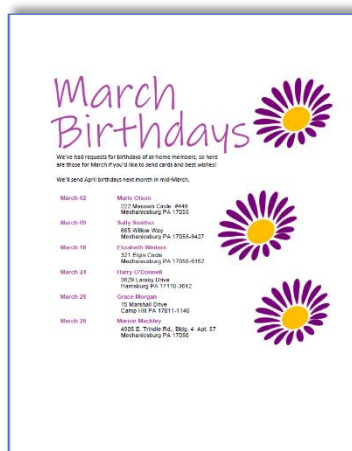 March
Birthdays
We've had requests for birthdays of at-home members, so here
are those for March if you'd like to send cards and best wishes!
We'll send April birthdays next month in mid-March.
March 02 Marie Olson
222 Messiah Circle #446
Mechanicsburg PA 17055
March 09 Sally Smither
665 Willow Way
Mechanicsburg PA 17055-8427
March 18 Elizabeth Winters
321 Elgin Circle
Mechanicsburg PA 17055-6152
March 24 Harry O'Donnell
3829 Lansby Drive
Harrisburg PA 17110-3642
March 25 Grace Morgan
15 Marshall Drive
Camp Hill PA 17011-1146
March 29 Marion Mackley
4905 E. Trindle Rd., Bldg. 4 Apt. 57
Mechanicsburg PA 17050